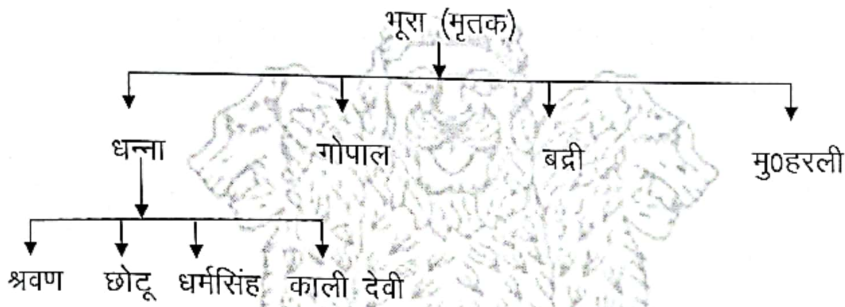 भूरा (मृतक)
धन्ना गोपाल बद्री मु0हरली
श्रवण छोटू धर्मसिंह काली देवी